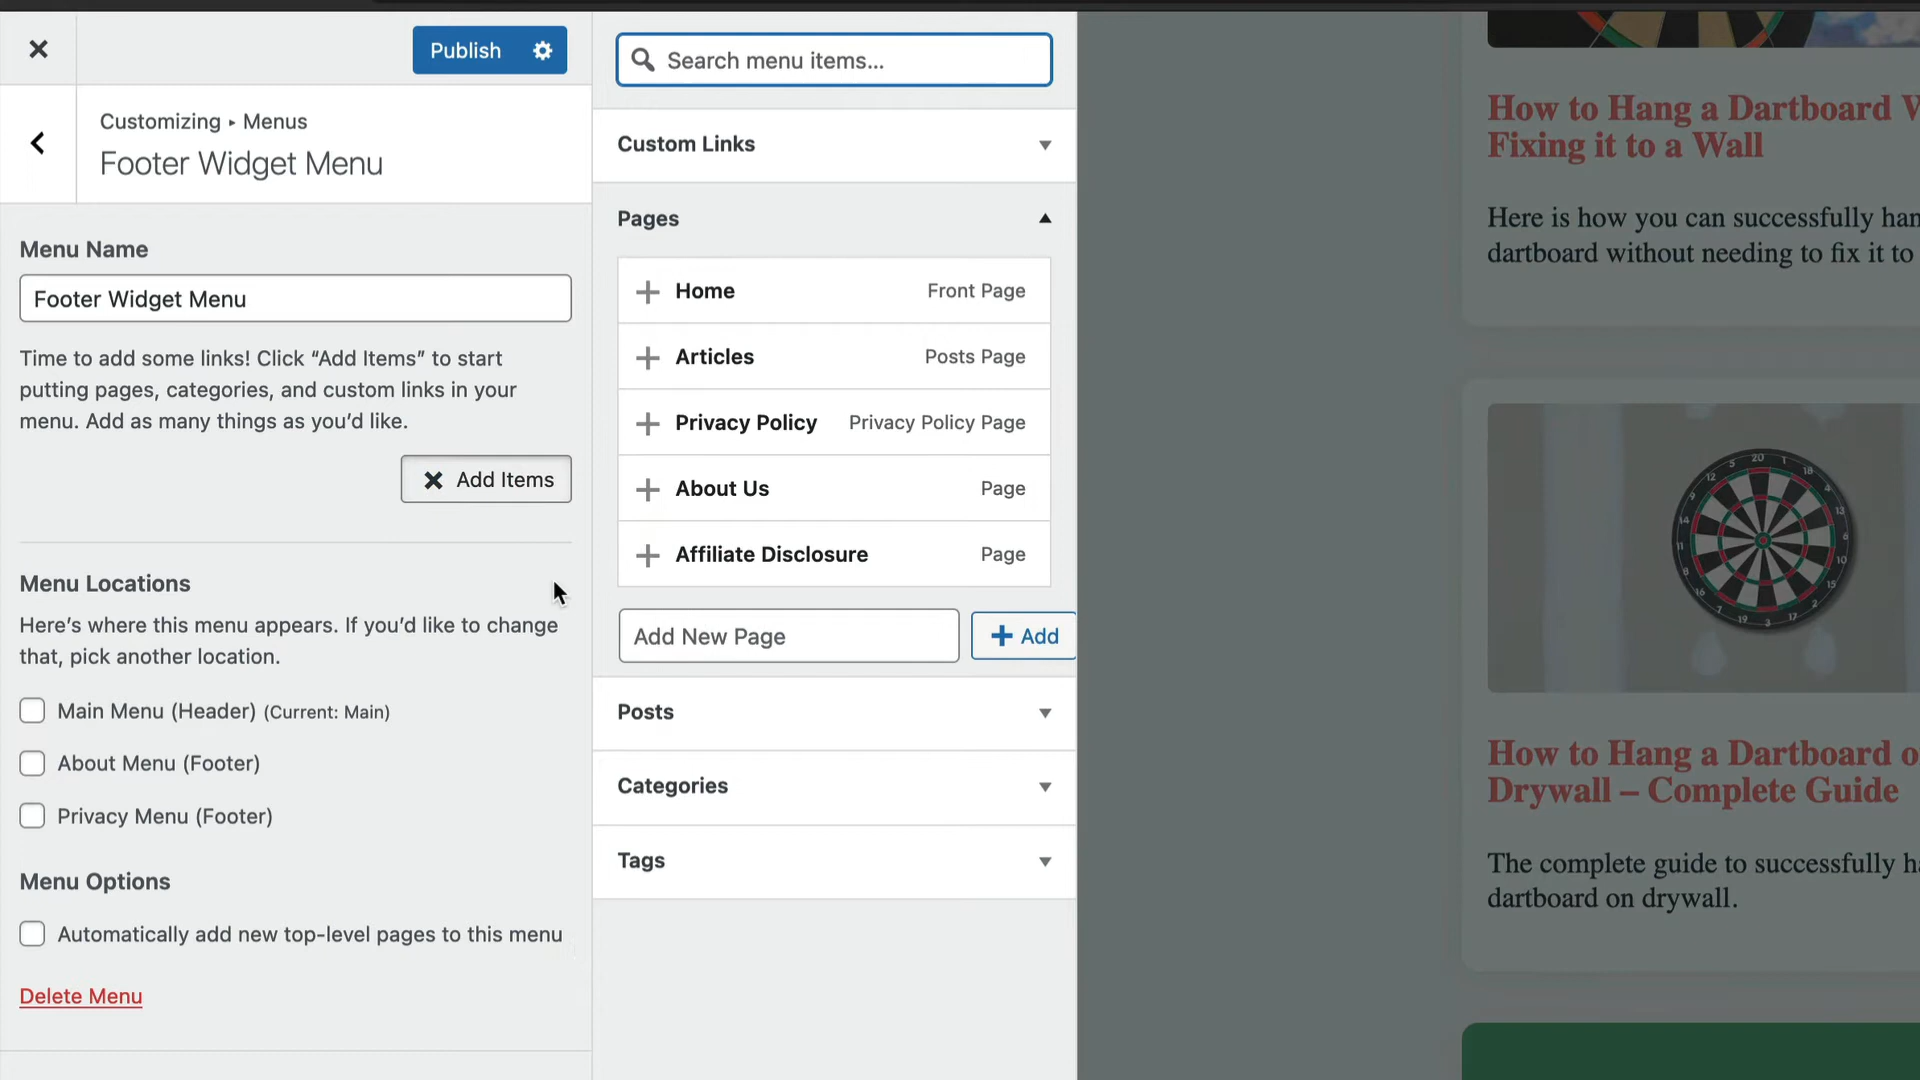 Publish
Customizing ▸ Menus
Footer Widget Menu
Menu Name
Footer Widget Menu
Time to add some links! Click “Add Items” to start
putting pages, categories, and custom links in your
menu. Add as many things as you’d like.
Add Items
Menu Locations
Here’s where this menu appears. If you’d like to change
that, pick another location.
Main Menu (Header) (Current: Main)
About Menu (Footer)
Privacy Menu (Footer)
Menu Options
Automatically add new top-level pages to this menu
Delete Menu
Search menu items...
Custom Links
Pages
Home Front Page
Articles Posts Page
Privacy Policy Privacy Policy Page
About Us Page
Affiliate Disclosure Page
Add New Page
Add
Posts
Categories
Tags
How to Hang a Dartboard
Fixing it to a Wall
Here is how you can successfully
dartboard without needing to fix it to
How to Hang a Dartboard
Drywall – Complete Guide
The complete guide to successfully
dartboard on drywall.